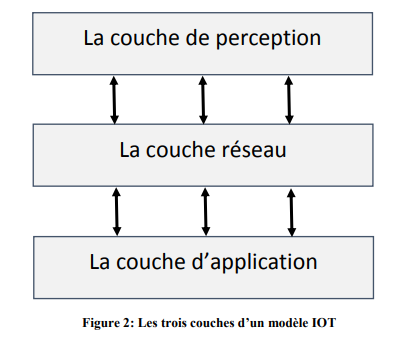 La couche de perception
La couche réseau
La couche d’application
Figure 2: Les trois couches d’un modèle IOT